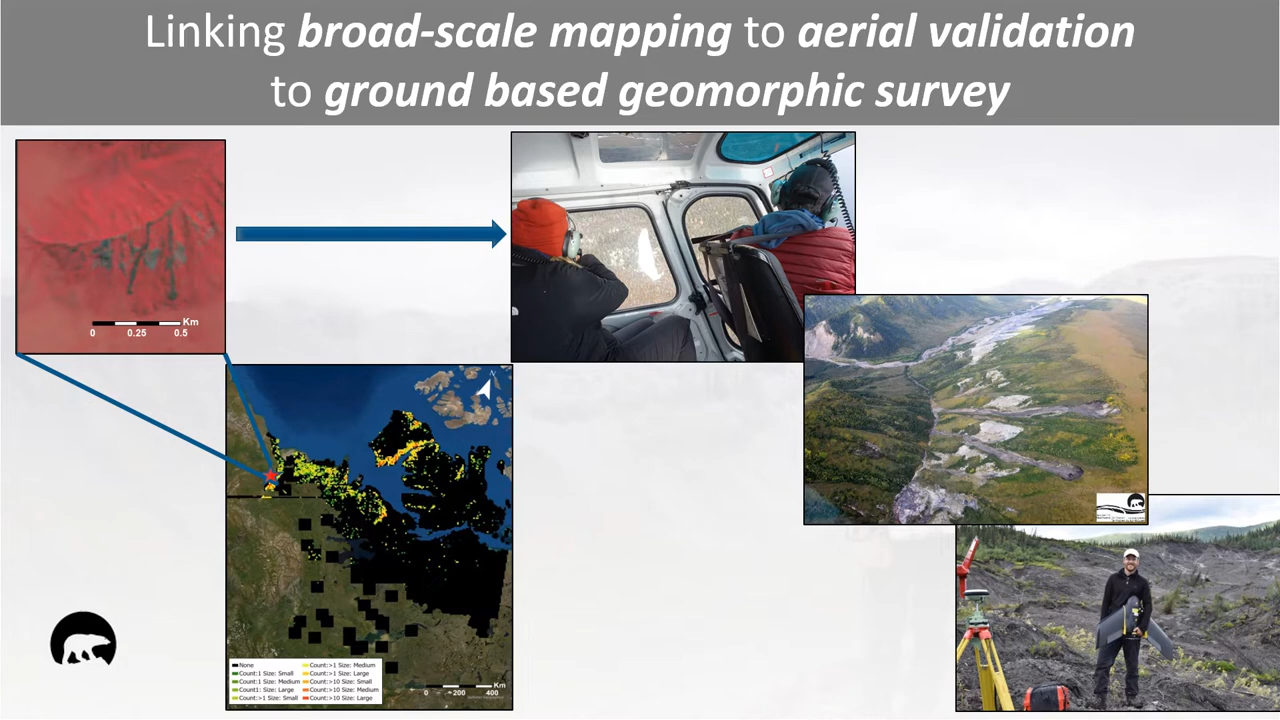 Linking broad-scale mapping to aerial validation
to ground based geomorphic survey
Km
0 0.25 0.5
N
None
Count:1 Size: Small
Count:1 Size: Medium
Count1: Size: Large
Count:>1 Size: Small
Count:>1 Size: Medium
Count:>1 Size: Large
Count:>10 Size: Small
Count:>10 Size: Medium
Count:>10 Size: Large
Km
0 200 400